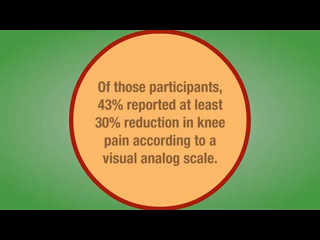 Of those participants,
43% reported at least
30% reduction in knee
pain according to a
visual analog scale.